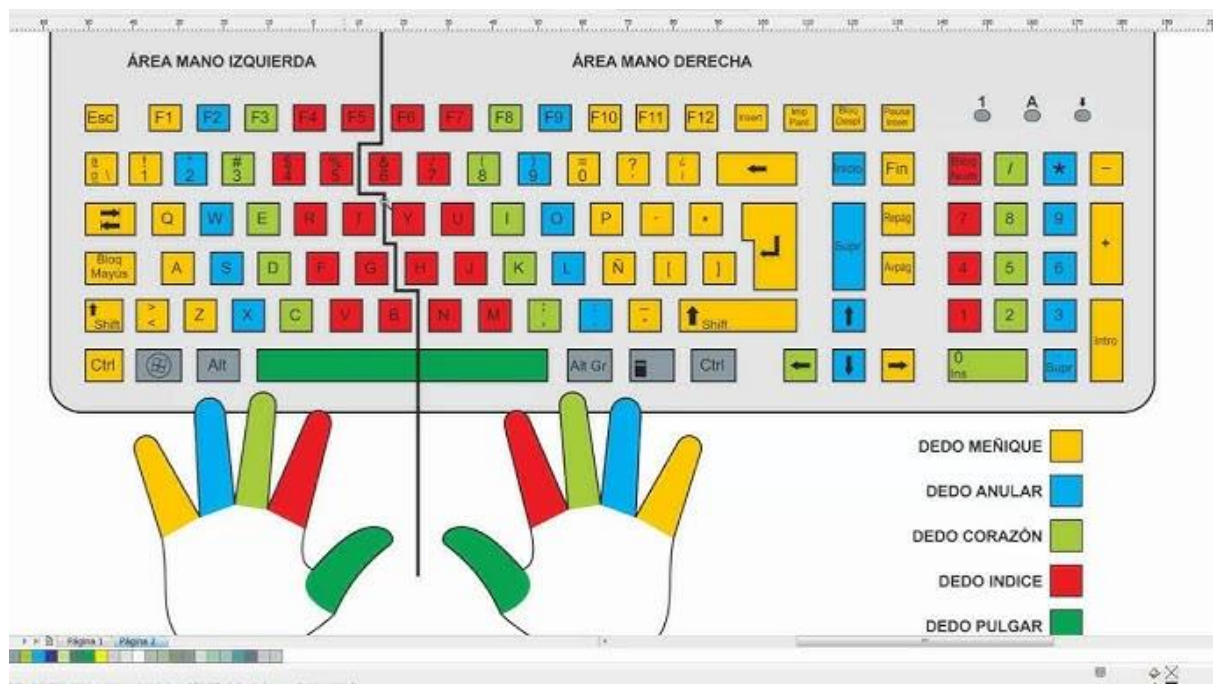 ÁREA MANO IZQUIERDA ÁREA MANO DERECHA
1 A
Esc F1 F2 F3 F4 F5 F6 F7 F8 F9 F10 F11 F12 Insert Imp Pant Bloq Despl Pausa Inter
! 1 2 # 3 $ 4 % 5 & 6 / 7 ( 8 ) 9 = 0 ? ' ¿ ¡ Inicio Fin Bloq Num / * -
Q W E R T Y U I O P Supr Repág 7 8 9 +
Bloq Mayús A S D F G H J K L Ñ [ ] Avpág 4 5 6
Shift > < Z X C V B N M ; , : . Shift 1 2 3 Intro
Ctrl Alt Alt Gr Ctrl 0 Ins Supr
DEDO MEÑIQUE
DEDO ANULAR
DEDO CORAZÓN
DEDO INDICE
DEDO PULGAR
Página 1 Página 2